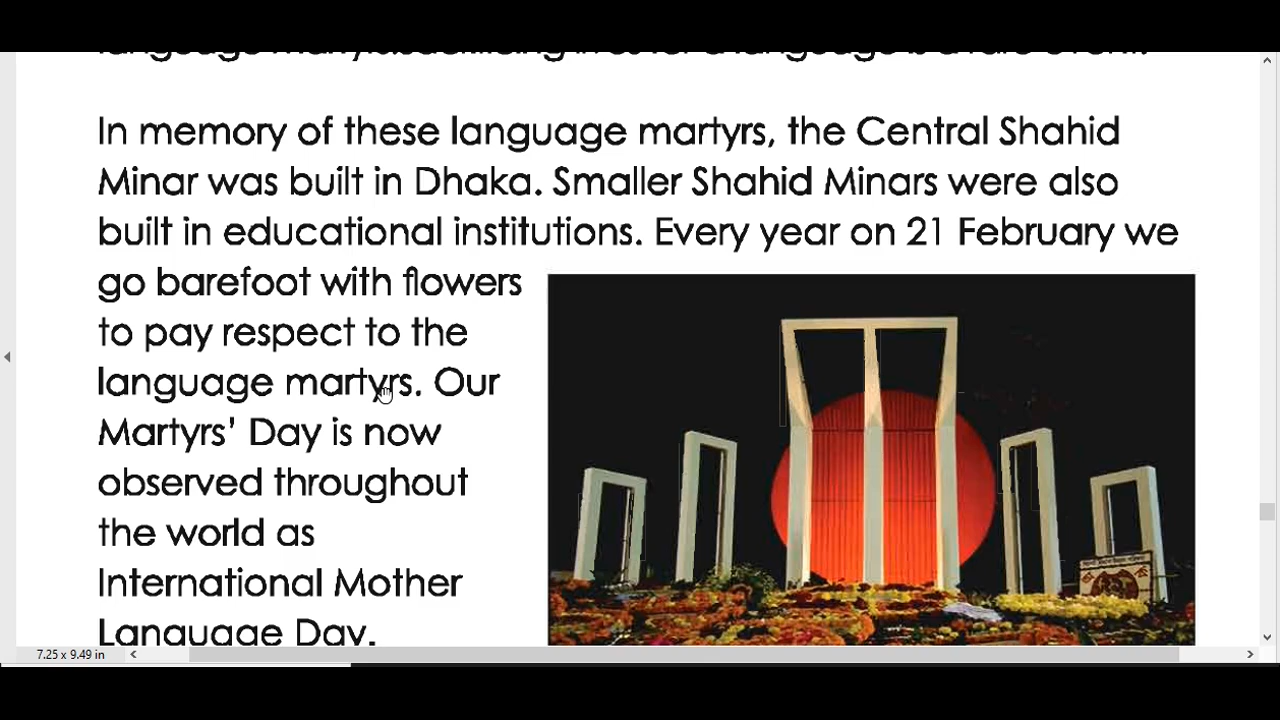 In memory of these language martyrs, the Central Shahid
Minar was built in Dhaka. Smaller Shahid Minars were also
built in educational institutions. Every year on 21 February we
go barefoot with flowers
to pay respect to the
language martyrs. Our
Martyrs’ Day is now
observed throughout
the world as
International Mother
Language Day.
7.25 x 9.49 in